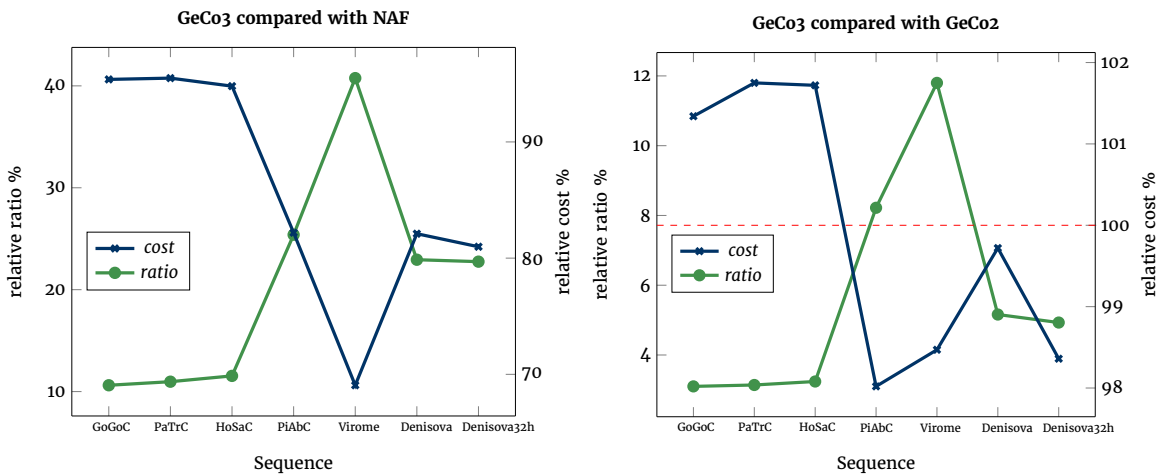 GeCo3 compared with NAF
40
30
20
10
relative ratio %
90
80
70
relative cost %
cost
ratio
GoGoC PaTrC HoSaC PiAbC Virome Denisova Denisova32h
Sequence
GeCo3 compared with GeCo2
12
10
8
6
4
relative ratio %
102
101
100
99
98
relative cost %
cost
ratio
GoGoC PaTrC HoSaC PiAbC Virome Denisova Denisova32h
Sequence